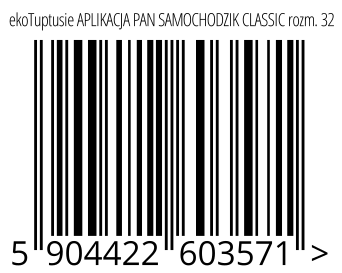 ekoTuptusie APLIKACJA PAN SAMOCHODZIK CLASSIC rozm. 32
5 904422 603571 >